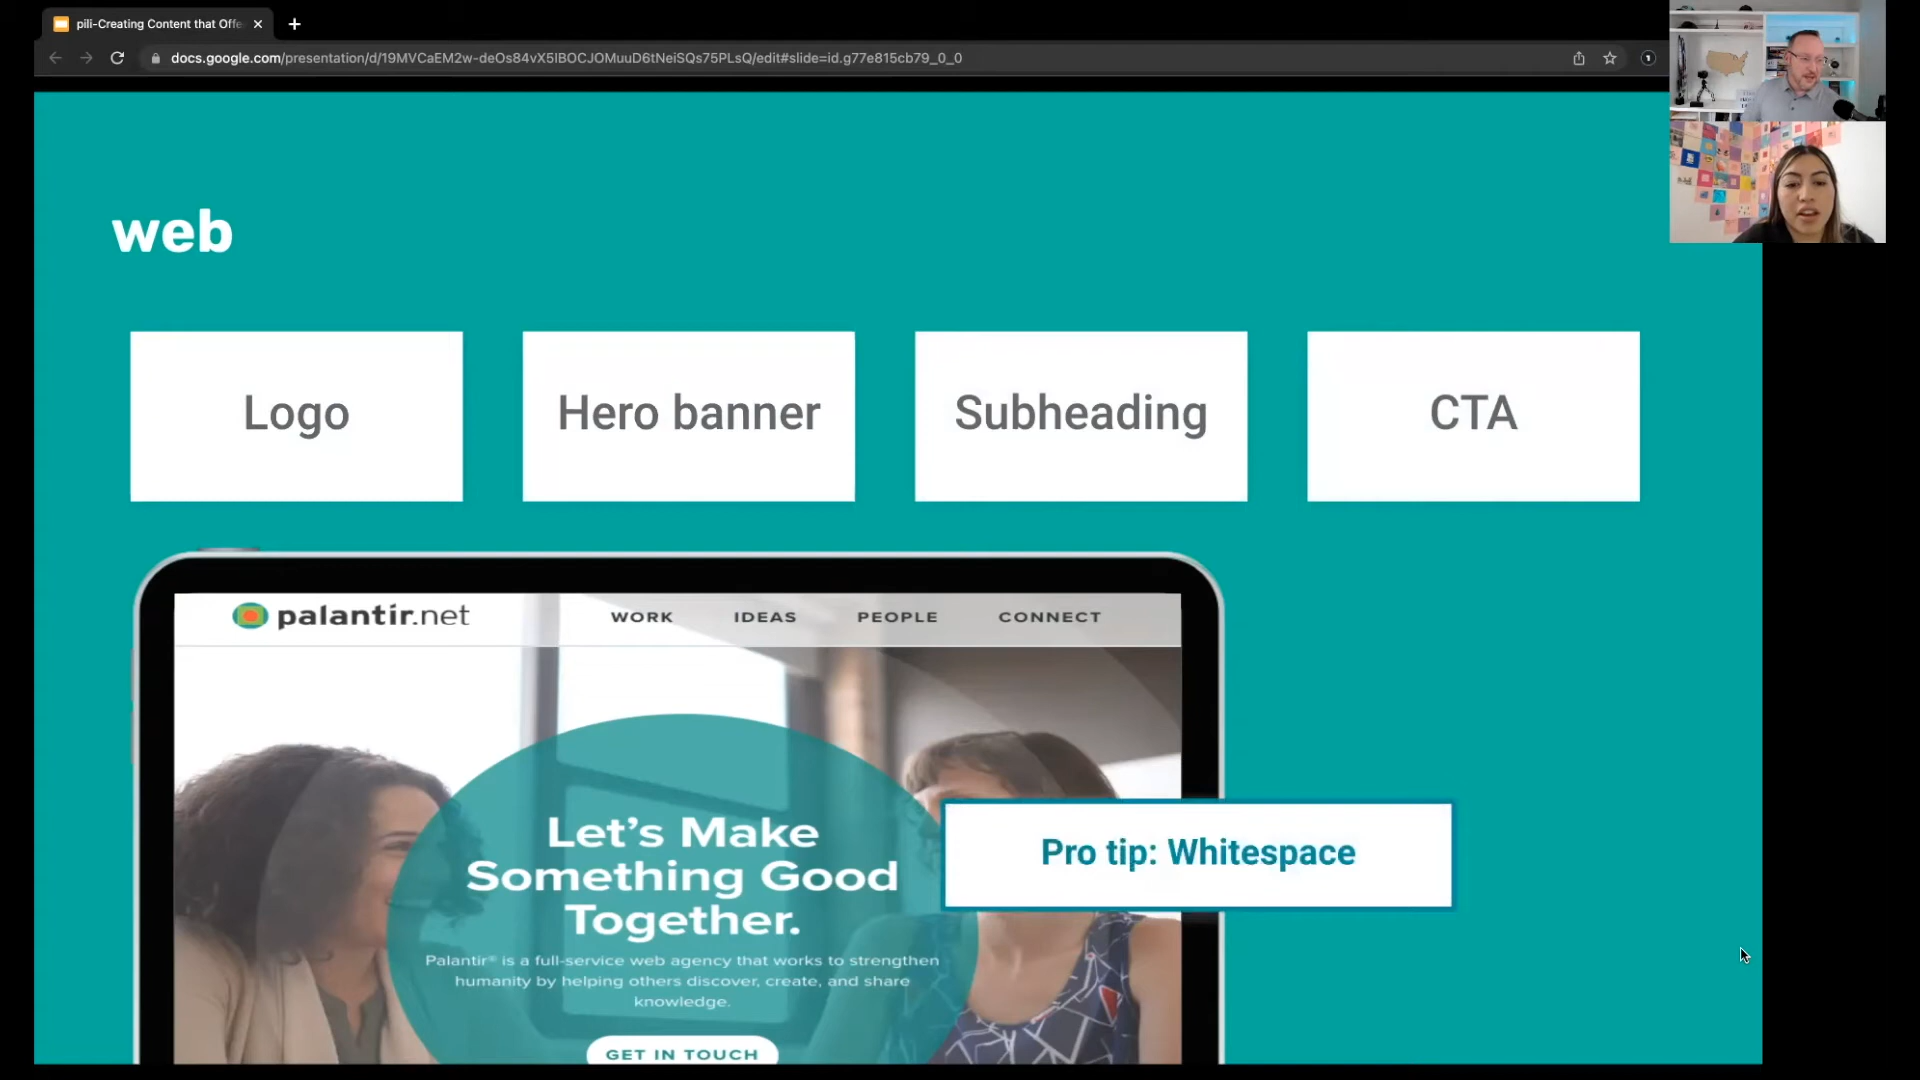 pili-Creating Content that Offe
docs.google.com/presentation/d/19MVCaEM2w-deOs84vX5IBOCJOMuuD6tNeiSQs75PLsQ/edit#slide=id.g77e815cb79_0_0
web
Logo
Hero banner
Subheading
CTA
palantir.net
WORK
IDEAS
PEOPLE
CONNECT
Let's Make
Something Good
Together.
Pro tip: Whitespace
Palantir® is a full-service web agency that works to strengthen
humanity by helping others discover, create, and share
knowledge.
GET IN TOUCH